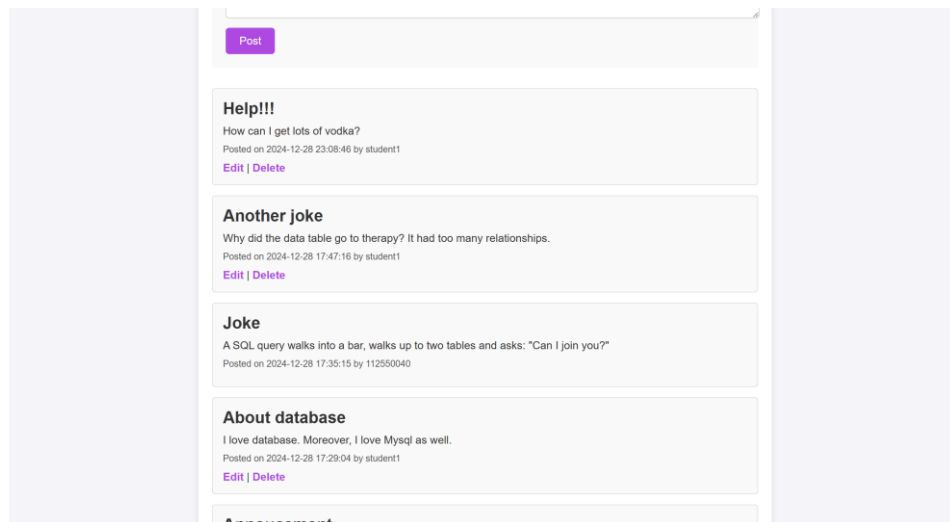 Post
Help!!!
How can I get lots of vodka?
Posted on 2024-12-28 23:08:46 by student1
Edit | Delete
Another joke
Why did the data table go to therapy? It had too many relationships.
Posted on 2024-12-28 17:47:16 by student1
Edit | Delete
Joke
A SQL query walks into a bar, walks up to two tables and asks: "Can I join you?"
Posted on 2024-12-28 17:35:15 by 112550040
About database
I love database. Moreover, I love Mysql as well.
Posted on 2024-12-28 17:29:04 by student1
Edit | Delete